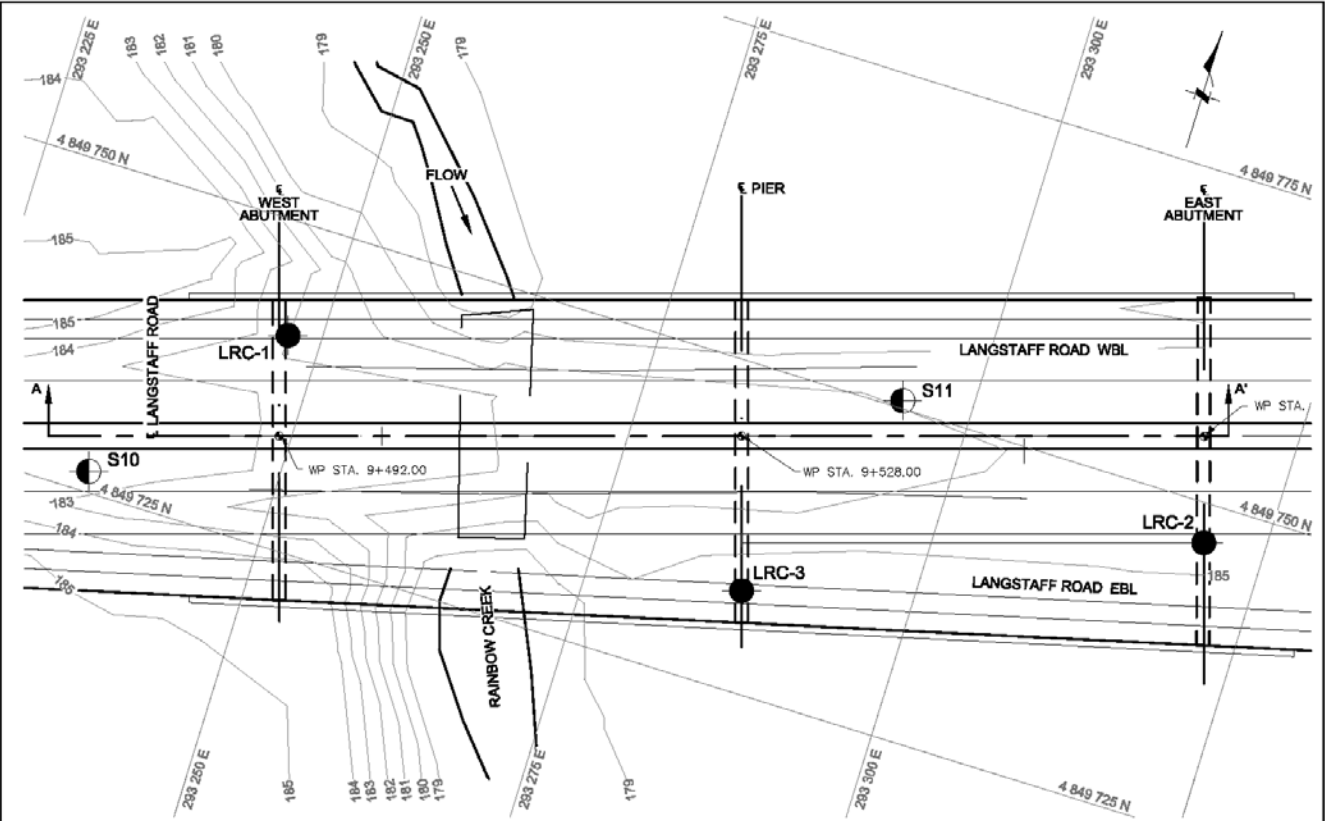 293 225 E
183
182
181
180
179
293 250 E
179
293 275 E
293 300 E
184
4 849 750 N
FLOW
℄
WEST
ABUTMENT
℄ PIER
4 849 775 N
℄
EAST
ABUTMENT
185
185
184
℄ LANGSTAFF ROAD
LRC-1
LANGSTAFF ROAD WBL
A
S11
A'
WP STA.
S10
WP STA. 9+492.00
WP STA. 9+528.00
4 849 725 N
183
184
4 849 750 N
LRC-2
LRC-3
185
LANGSTAFF ROAD EBL
RAINBOW CREEK
293 250 E
185
184
183
182
181
180
179
293 275 E
179
293 300 E
4 849 725 N